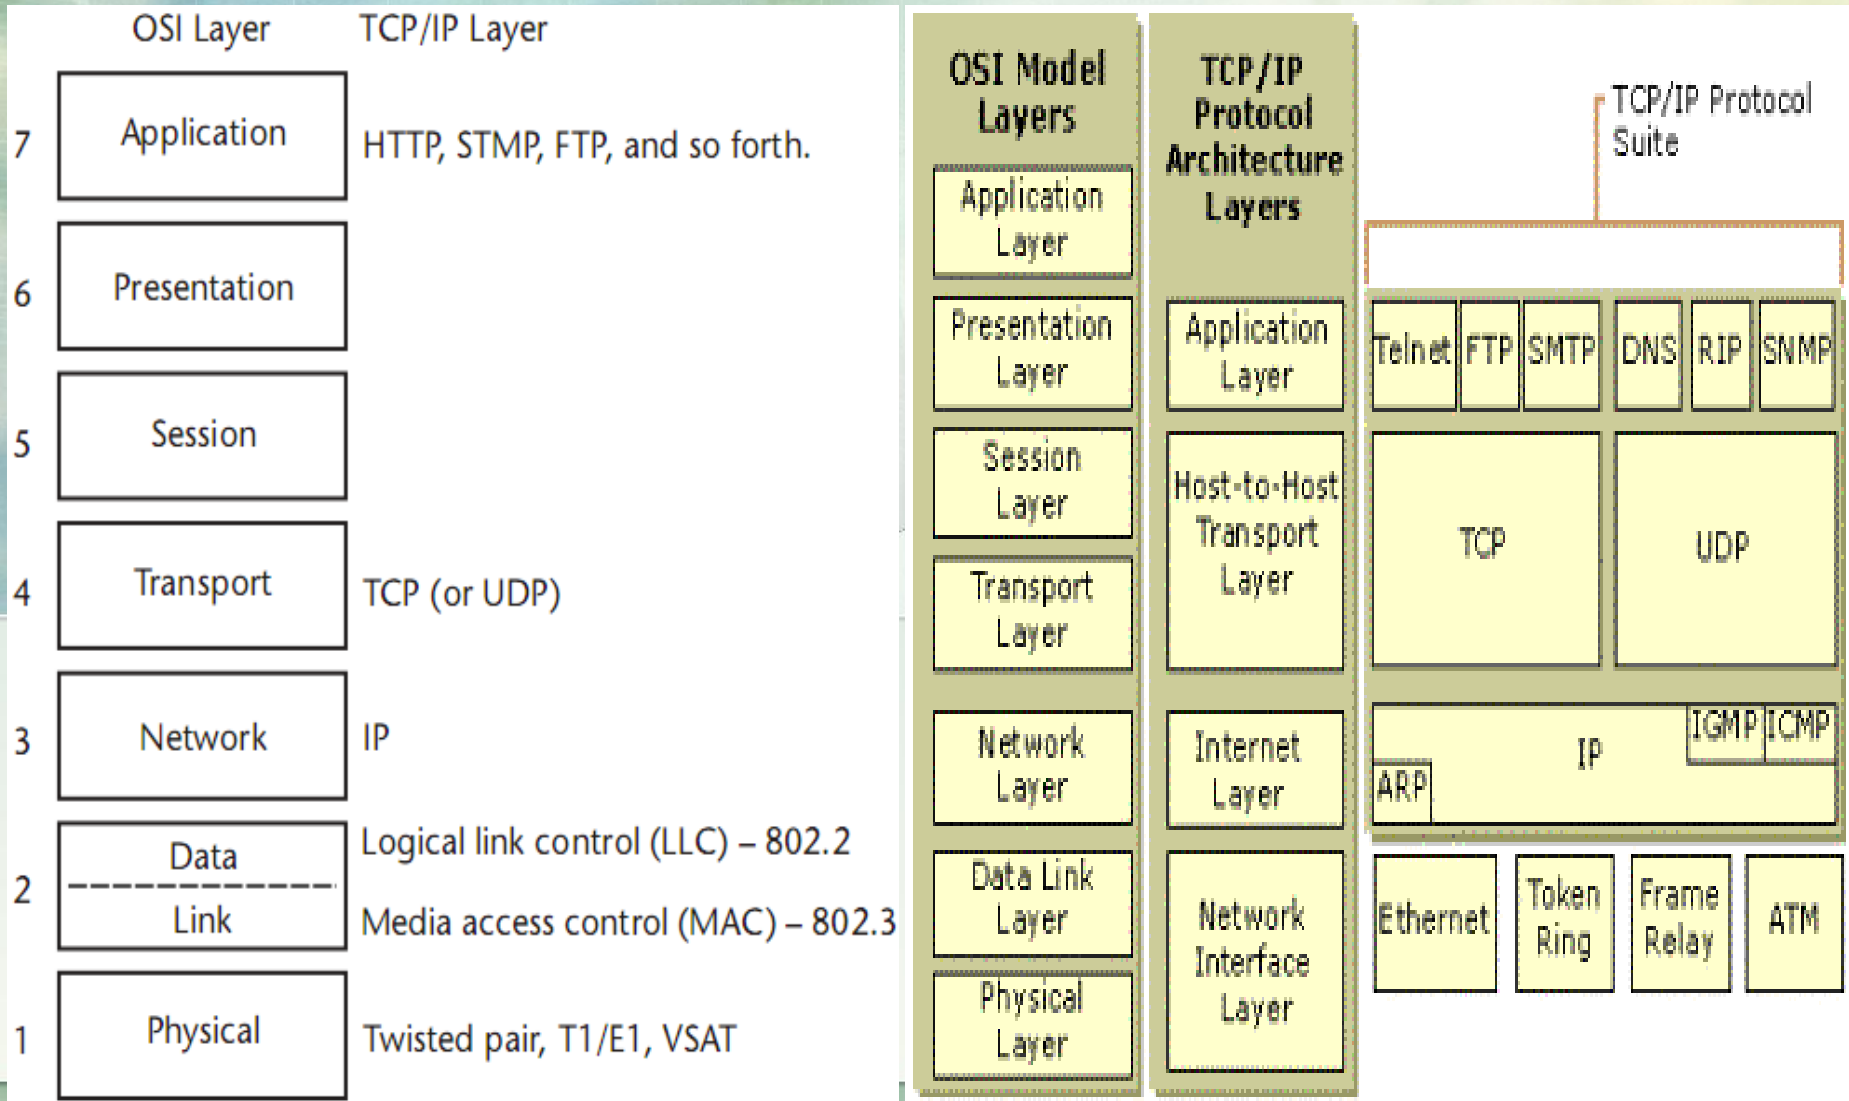 OSI Layer TCP/IP Layer
7 Application HTTP, STMP, FTP, and so forth.
6 Presentation
5 Session
4 Transport TCP (or UDP)
3 Network IP
2 Data Logical link control (LLC) – 802.2
Link Media access control (MAC) – 802.3
1 Physical Twisted pair, T1/E1, VSAT
OSI Model
Layers
Application
Layer
Presentation
Layer
Session
Layer
Transport
Layer
Network
Layer
Data Link
Layer
Physical
Layer
TCP/IP
Protocol
Architecture
Layers
Application
Layer
Host-to-Host
Transport
Layer
Internet
Layer
Network
Interface
Layer
TCP/IP Protocol
Suite
Telnet FTP SMTP DNS RIP SNMP
TCP UDP
IGMP ICMP
IP
ARP
Ethernet
Token
Ring
Frame
Relay
ATM